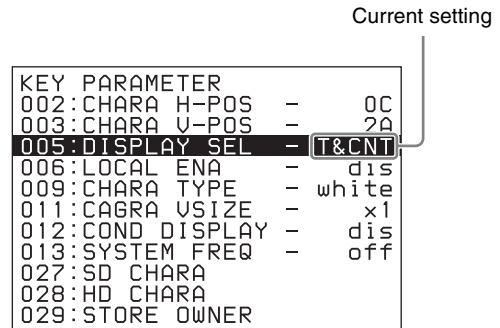 Current setting
KEY PARAMETER
002:CHARA H-POS – 0C
003:CHARA V-POS – 2A
005:DISPLAY SEL – T&CNT
006:LOCAL ENA – dis
009:CHARA TYPE – white
011:CAGRA VSIZE – x1
012:COND DISPLAY – dis
013:SYSTEM FREQ – off
027:SD CHARA
028:HD CHARA
029:STORE OWNER